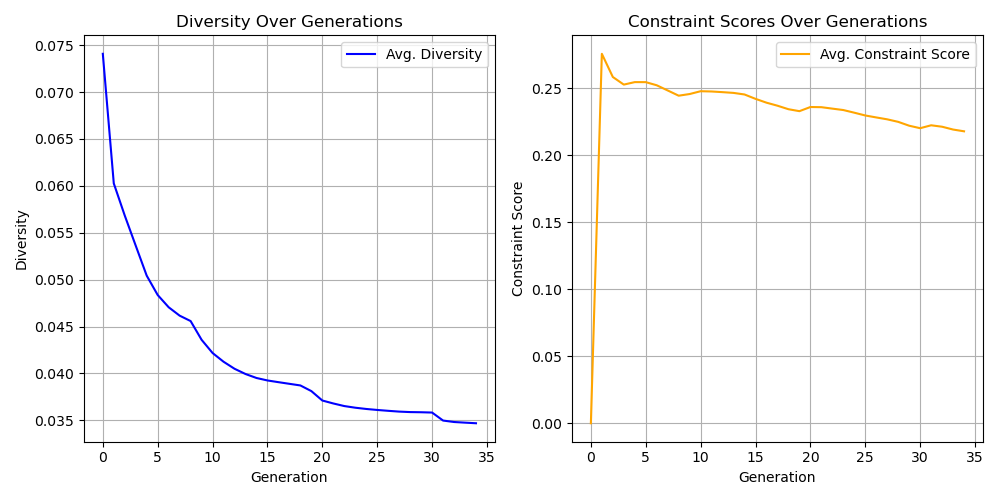 Diversity Over Generations
Avg. Diversity
0.075
0.070
0.065
0.060
0.055
0.050
0.045
0.040
0.035
Diversity
0 5 10 15 20 25 30 35
Generation
Constraint Scores Over Generations
Avg. Constraint Score
0.25
0.20
0.15
0.10
0.05
0.00
Constraint Score
0 5 10 15 20 25 30 35
Generation